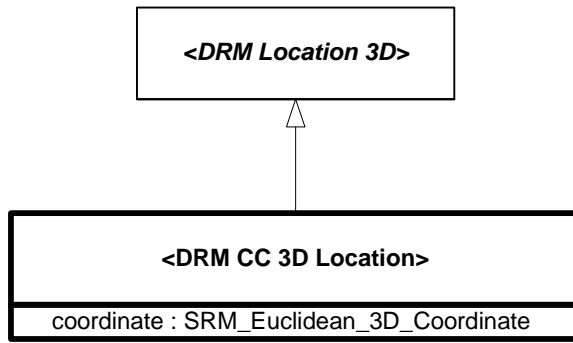 <DRM Location 3D>
<DRM CC 3D Location>
coordinate : SRM_Euclidean_3D_Coordinate